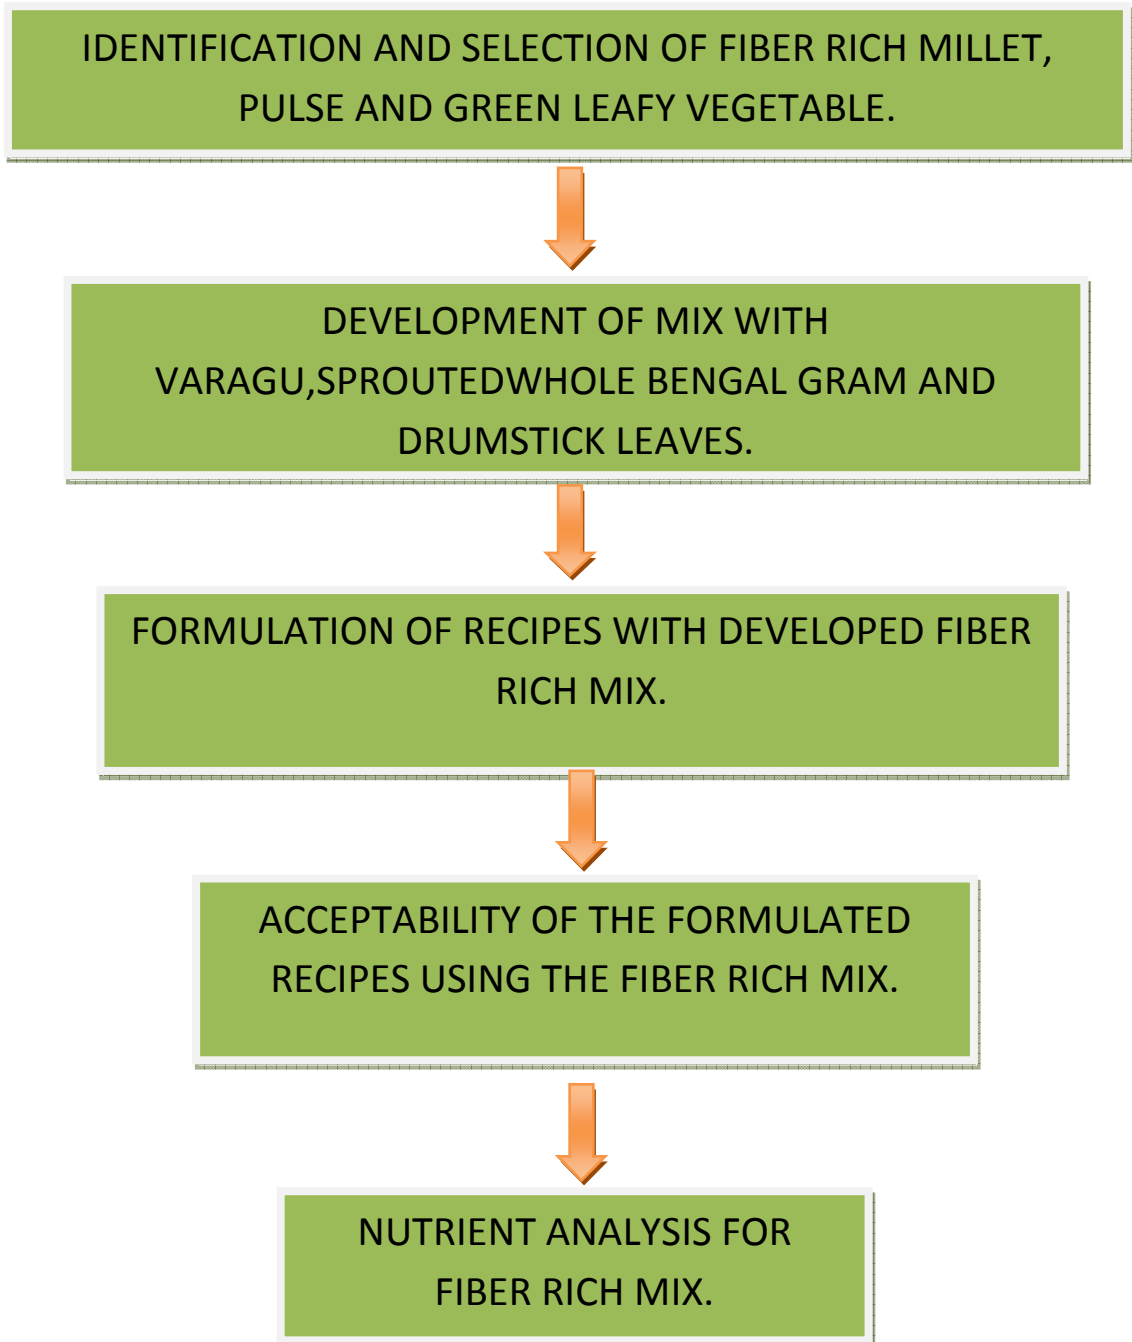 IDENTIFICATION AND SELECTION OF FIBER RICH MILLET,
PULSE AND GREEN LEAFY VEGETABLE.
DEVELOPMENT OF MIX WITH
VARAGU,SPROUTEDWHOLE BENGAL GRAM AND
DRUMSTICK LEAVES.
FORMULATION OF RECIPES WITH DEVELOPED FIBER
RICH MIX.
ACCEPTABILITY OF THE FORMULATED
RECIPES USING THE FIBER RICH MIX.
NUTRIENT ANALYSIS FOR
FIBER RICH MIX.